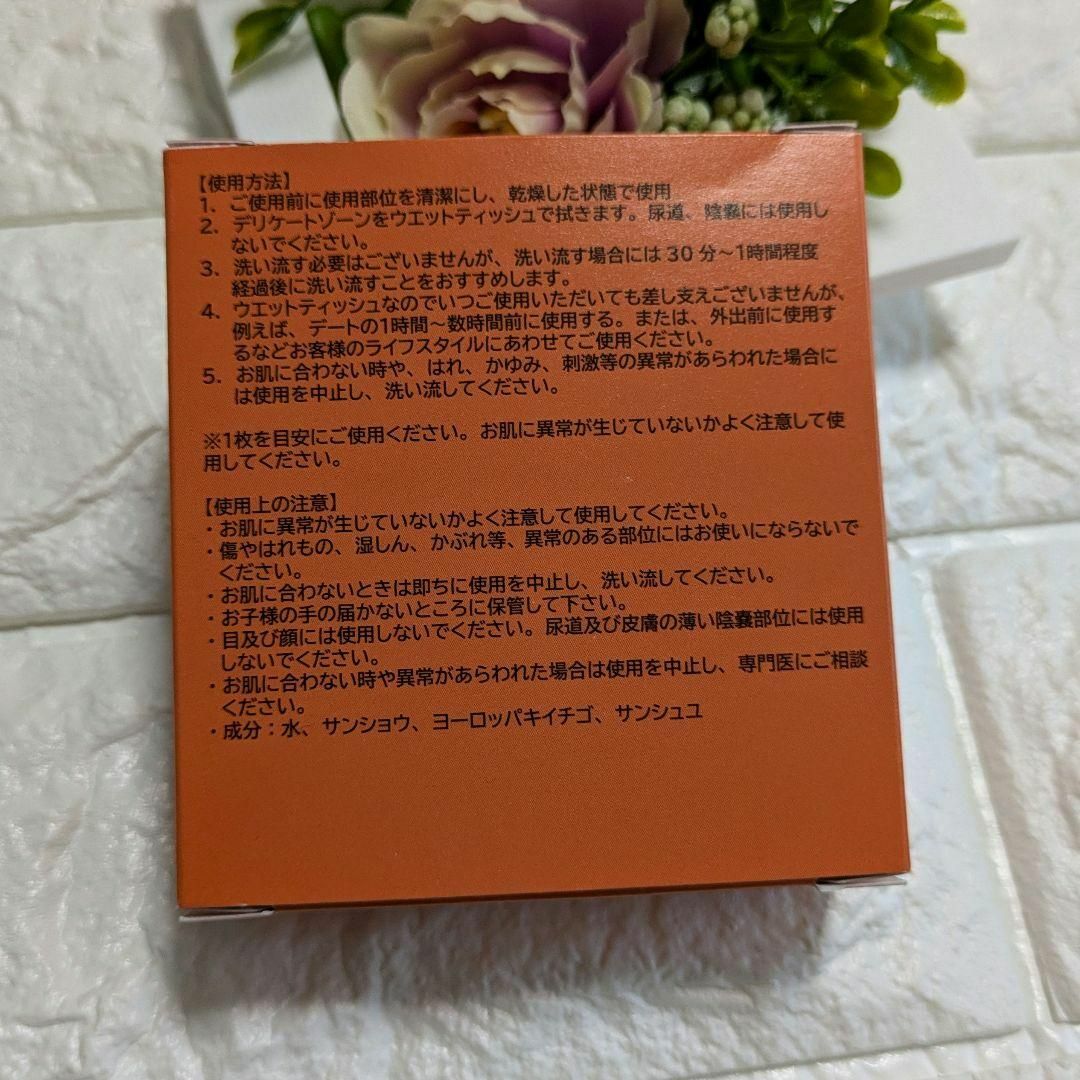 【使用方法】
1. ご使用前に使用部位を清潔にし、乾燥した状態で使用
2. デリケートゾーンをウエットティッシュで拭きます。尿道、陰嚢には使用し
ないでください。
3. 洗い流す必要はございませんが、洗い流す場合には 30 分～1時間程度
経過後に洗い流すことをおすすめします。
4. ウエットティッシュなのでいつご使用いただいても差し支えございませんが、
例えば、デートの1時間～数時間前に使用する。または、外出前に使用す
るなどお客様のライフスタイルにあわせてご使用ください。
5. お肌に合わない時や、はれ、かゆみ、刺激等の異常があらわれた場合に
は使用を中止し、洗い流してください。
※1枚を目安にご使用ください。お肌に異常が生じていないかよく注意して使
用してください。
【使用上の注意】
・お肌に異常が生じていないかよく注意して使用してください。
・傷やはれもの、湿しん、かぶれ等、異常のある部位にはお使いにならないで
ください。
・お肌に合わないときは即ちに使用を中止し、洗い流してください。
・お子様の手の届かないところに保管して下さい。
・目及び顔には使用しないでください。尿道及び皮膚の薄い陰嚢部位には使用
しないでください。
・お肌に合わない時や異常があらわれた場合は使用を中止し、専門医にご相談
ください。
・成分：水、サンショウ、ヨーロッパキイチゴ、サンシュユ